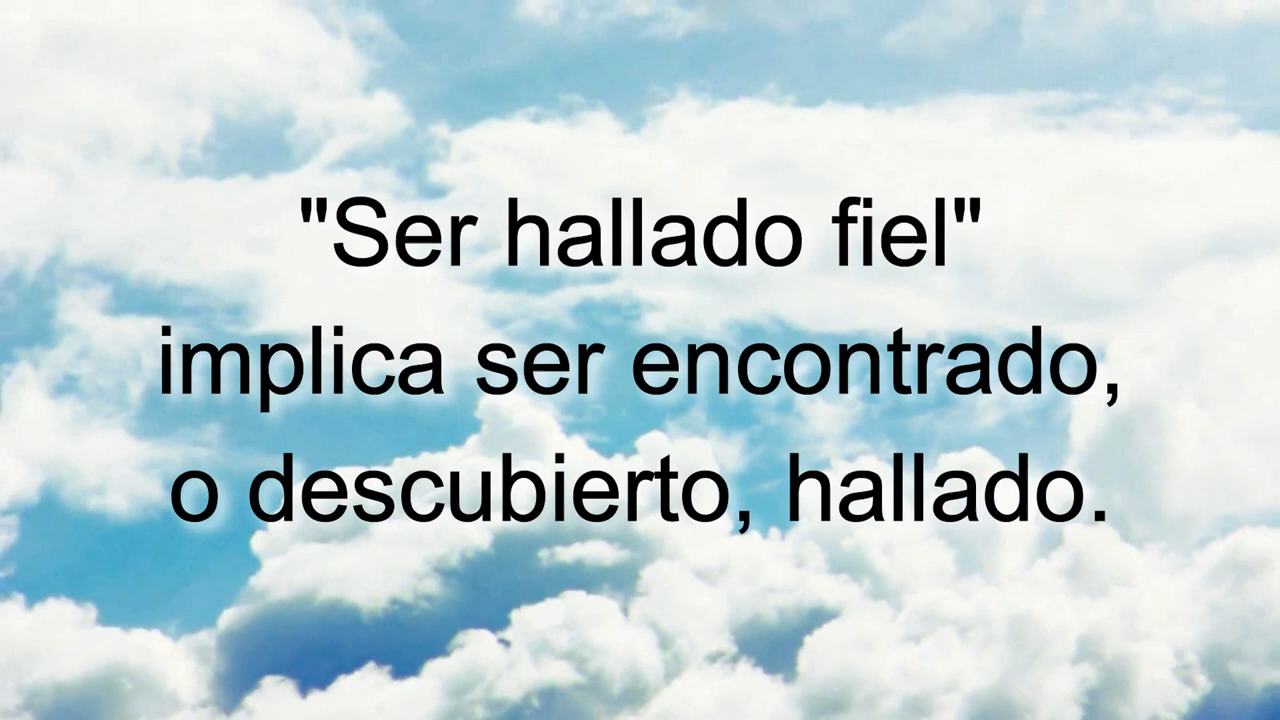 "Ser hallado fiel"
implica ser encontrado,
o descubierto, hallado.